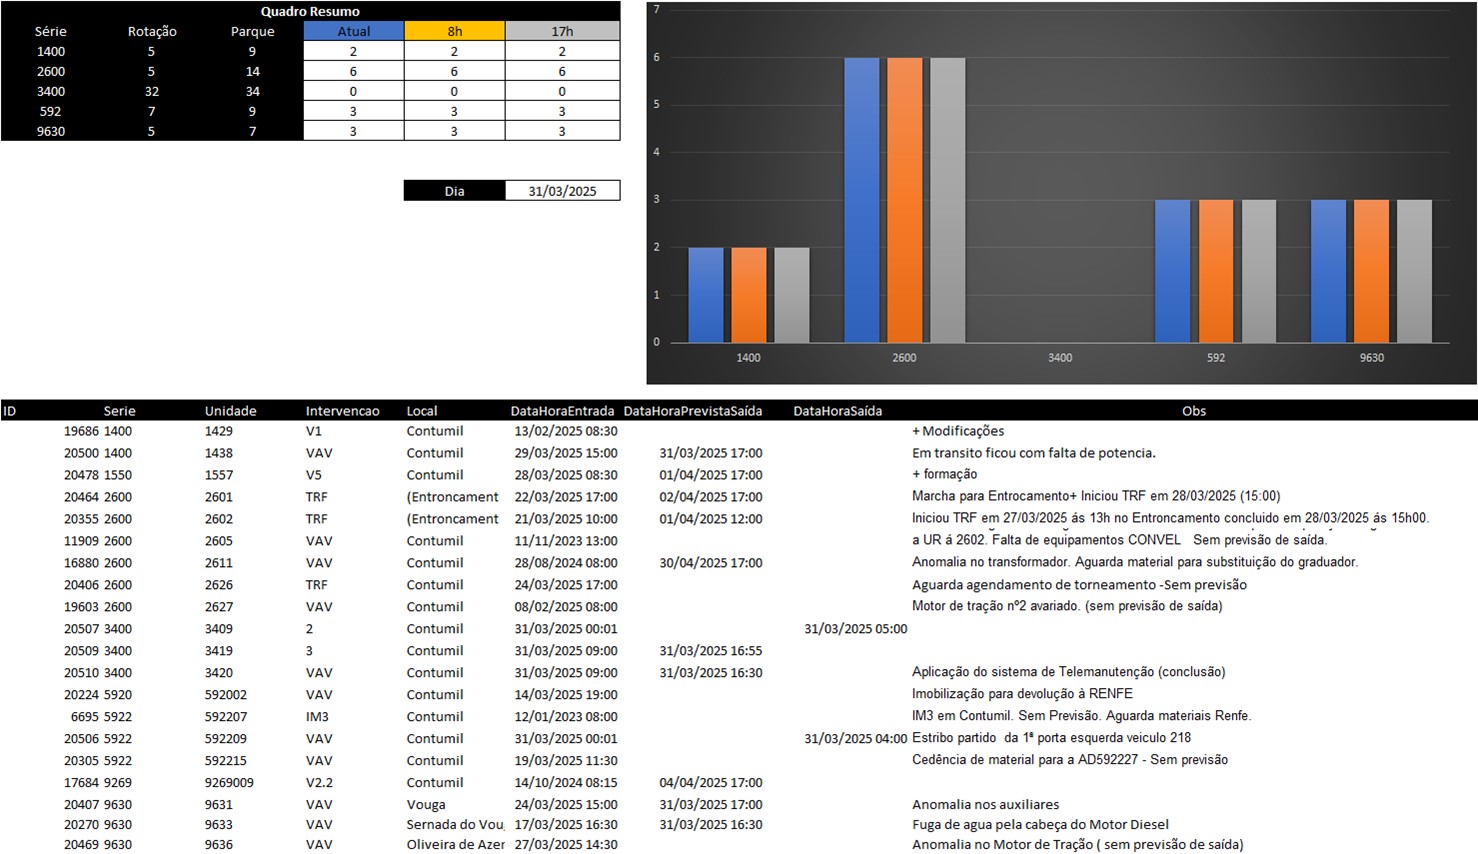 Quadro Resumo
Série Rotação Parque Atual 8h 17h
1400 5 9 2 2 2
2600 5 14 6 6 6
3400 32 34 0 0 0
592 7 9 3 3 3
9630 5 7 3 3 3
Dia 31/03/2025
7
6
5
4
3
2
1
0
1400 2600 3400 592 9630
ID Serie Unidade Intervencao Local DataHoraEntrada DataHoraPrevistaSaída DataHoraSaída Obs
19686 1400 1429 V1 Contumil 13/02/2025 08:30 + Modificações
20500 1400 1438 VAV Contumil 29/03/2025 15:00 31/03/2025 17:00 Em transito ficou com falta de potencia.
20478 1550 1557 V5 Contumil 28/03/2025 08:30 01/04/2025 17:00 + formação
20464 2600 2601 TRF (Entroncament 22/03/2025 17:00 02/04/2025 17:00 Marcha para Entrocamento+ Iniciou TRF em 28/03/2025 (15:00)
20355 2600 2602 TRF (Entroncament 21/03/2025 10:00 01/04/2025 12:00 Iniciou TRF em 27/03/2025 ás 13h no Entroncamento concluido em 28/03/2025 ás 15h00.
11909 2600 2605 VAV Contumil 11/11/2023 13:00 a UR á 2602. Falta de equipamentos CONVEL Sem previsão de saída.
16880 2600 2611 VAV Contumil 28/08/2024 08:00 30/04/2025 17:00 Anomalia no transformador. Aguarda material para substituição do graduador.
20406 2600 2626 TRF Contumil 24/03/2025 17:00 Aguarda agendamento de torneamento -Sem previsão
19603 2600 2627 VAV Contumil 08/02/2025 08:00 Motor de tração nº2 avariado. (sem previsão de saída)
20507 3400 3409 2 Contumil 31/03/2025 00:01 31/03/2025 05:00
20509 3400 3419 3 Contumil 31/03/2025 09:00 31/03/2025 16:55
20510 3400 3420 VAV Contumil 31/03/2025 09:00 31/03/2025 16:30 Aplicação do sistema de Telemanutenção (conclusão)
20224 5920 592002 VAV Contumil 14/03/2025 19:00 Imobilização para devolução à RENFE
6695 5922 592207 IM3 Contumil 12/01/2023 08:00 IM3 em Contumil. Sem Previsão. Aguarda materiais Renfe.
20506 5922 592209 VAV Contumil 31/03/2025 00:01 31/03/2025 04:00 Estribo partido da 1ª porta esquerda veiculo 218
20305 5922 592215 VAV Contumil 19/03/2025 11:30 Cedência de material para a AD592227 - Sem previsão
17684 9269 9269009 V2.2 Contumil 14/10/2024 08:15 04/04/2025 17:00
20407 9630 9631 VAV Vouga 24/03/2025 15:00 31/03/2025 17:00 Anomalia nos auxiliares
20270 9630 9633 VAV Sernada do Vou 17/03/2025 16:30 31/03/2025 16:30 Fuga de agua pela cabeça do Motor Diesel
20469 9630 9636 VAV Oliveira de Azer 27/03/2025 14:30 Anomalia no Motor de Tração ( sem previsão de saída)